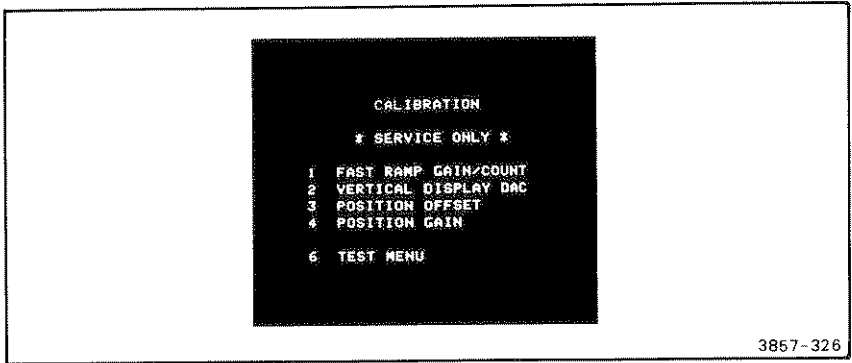 CALIBRATION
* SERVICE ONLY *
1 FAST RAMP GAIN/COUNT
2 VERTICAL DISPLAY DAC
3 POSITION OFFSET
4 POSITION GAIN
6 TEST MENU
3857-326